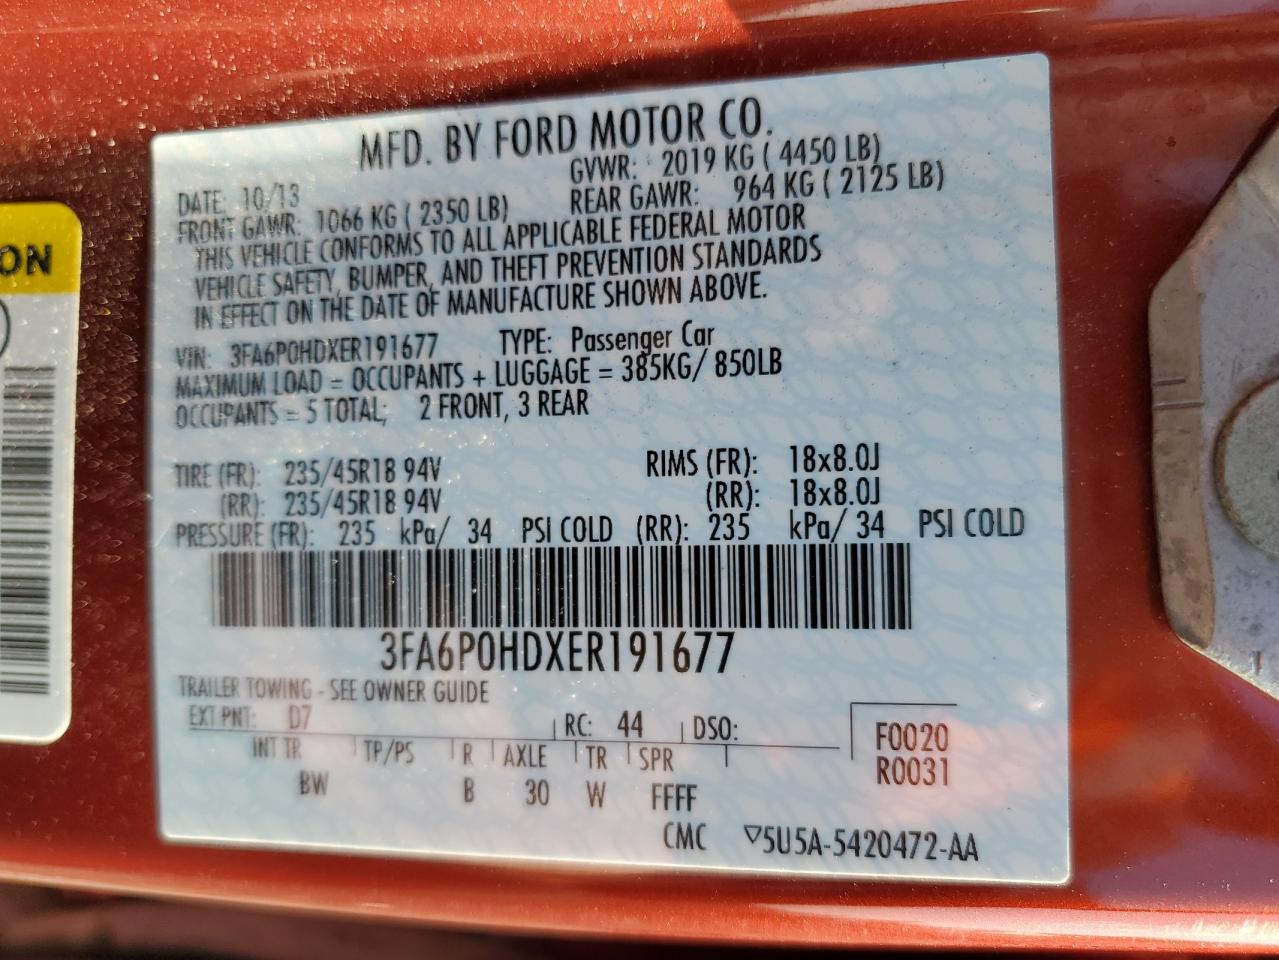 ON
MFD. BY FORD MOTOR CO.
DATE: 10/13 GVWR: 2019 KG ( 4450 LB)
FRONT GAWR: 1066 KG ( 2350 LB) REAR GAWR: 964 KG ( 2125 LB)
THIS VEHICLE CONFORMS TO ALL APPLICABLE FEDERAL MOTOR
VEHICLE SAFETY, BUMPER, AND THEFT PREVENTION STANDARDS
IN EFFECT ON THE DATE OF MANUFACTURE SHOWN ABOVE.
VIN: 3FA6P0HDXER191677 TYPE: Passenger Car
MAXIMUM LOAD = OCCUPANTS + LUGGAGE = 385KG/ 850LB
OCCUPANTS = 5 TOTAL; 2 FRONT, 3 REAR
TIRE (FR): 235/45R18 94V RIMS (FR): 18x8.0J
(RR): 235/45R18 94V (RR): 18x8.0J
PRESSURE (FR): 235 kPa/ 34 PSI COLD (RR): 235 kPa/ 34 PSI COLD
3FA6P0HDXER191677
TRAILER TOWING - SEE OWNER GUIDE
EXT PNT: D7 RC: 44 DSO: F0020
INT TR TP/PS R AXLE TR SPR R0031
BW B 30 W FFFF
CMC ▽5U5A-5420472-AA